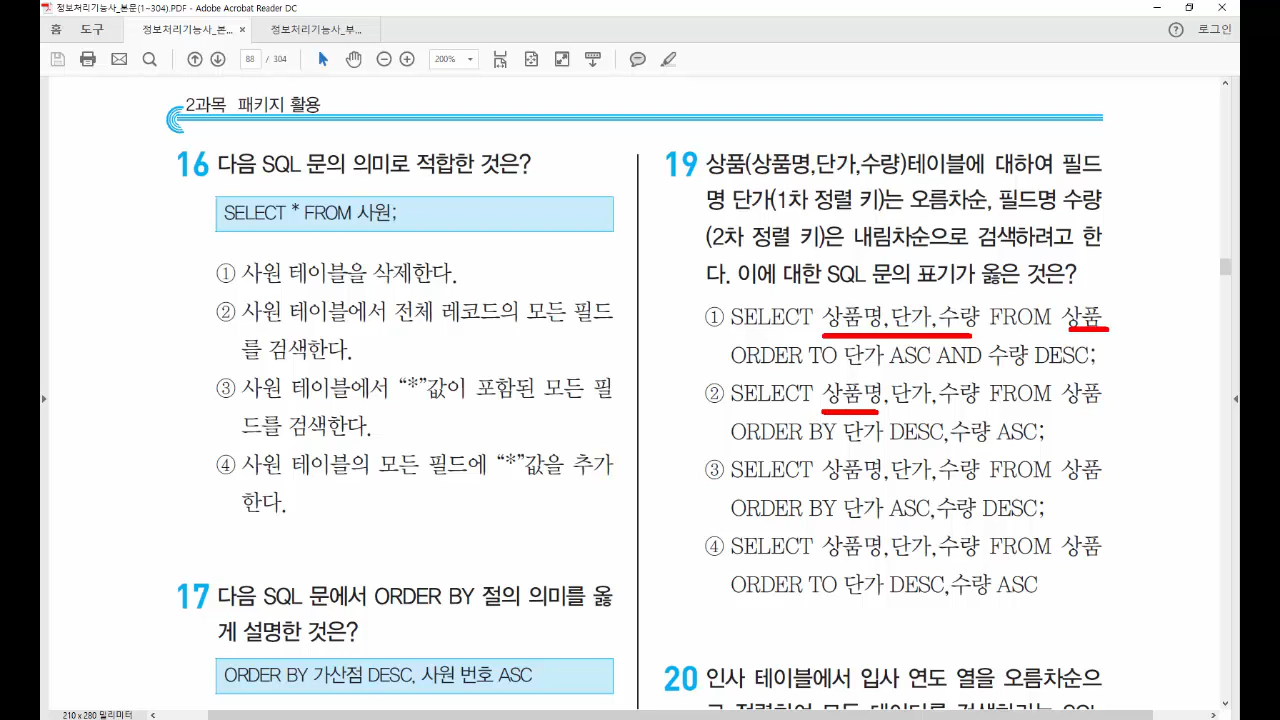 정보처리기능사_본문(1-304).PDF - Adobe Acrobat Reader DC
홈 도구 정보처리기능사_본... × 정보처리기능사_부... 로그인
88 / 304 200%
2과목 패키지 활용
16 다음 SQL 문의 의미로 적합한 것은?
SELECT * FROM 사원;
① 사원 테이블을 삭제한다.
② 사원 테이블에서 전체 레코드의 모든 필드
를 검색한다.
③ 사원 테이블에서 “*”값이 포함된 모든 필
드를 검색한다.
④ 사원 테이블의 모든 필드에 “*”값을 추가
한다.
17 다음 SQL 문에서 ORDER BY 절의 의미를 옳
게 설명한 것은?
ORDER BY 가산점 DESC, 사원 번호 ASC
19 상품(상품명,단가,수량)테이블에 대하여 필드
명 단가(1차 정렬 키)는 오름차순, 필드명 수량
(2차 정렬 키)은 내림차순으로 검색하려고 한
다. 이에 대한 SQL 문의 표기가 옳은 것은?
① SELECT 상품명,단가,수량 FROM 상품
ORDER TO 단가 ASC AND 수량 DESC;
② SELECT 상품명,단가,수량 FROM 상품
ORDER BY 단가 DESC,수량 ASC;
③ SELECT 상품명,단가,수량 FROM 상품
ORDER BY 단가 ASC,수량 DESC;
④ SELECT 상품명,단가,수량 FROM 상품
ORDER TO 단가 DESC,수량 ASC
20 인사 테이블에서 입사 연도 열을 오름차순으
로 정렬하여 모든 데이터를 검색하는 SQL
210 x 280 밀리미터